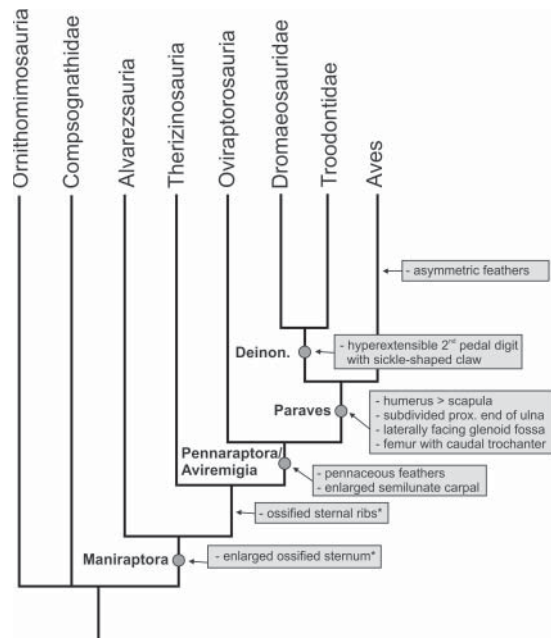 Ornithomimosauria
Compsognathidae
Alvarezsauria
Therizinosauria
Oviraptorosauria
Dromaeosauridae
Troodontidae
Aves
- asymmetric feathers
Deinon.
- hyperextensible 2nd pedal digit
with sickle-shaped claw
Paraves
- humerus > scapula
- subdivided prox. end of ulna
- laterally facing glenoid fossa
- femur with caudal trochanter
Pennaraptora/
Aviremigia
- pennaceous feathers
- enlarged semilunate carpal
- ossified sternal ribs*
Maniraptora
- enlarged ossified sternum*